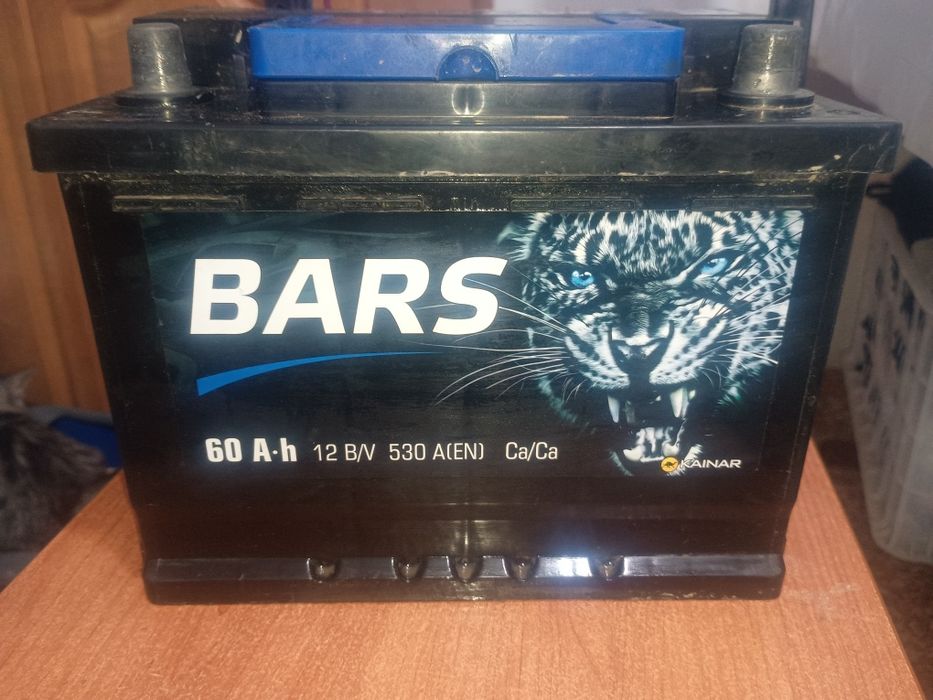 BARS
60 A·h 12 B/V 530 A(EN) Ca/Ca
KAINAR